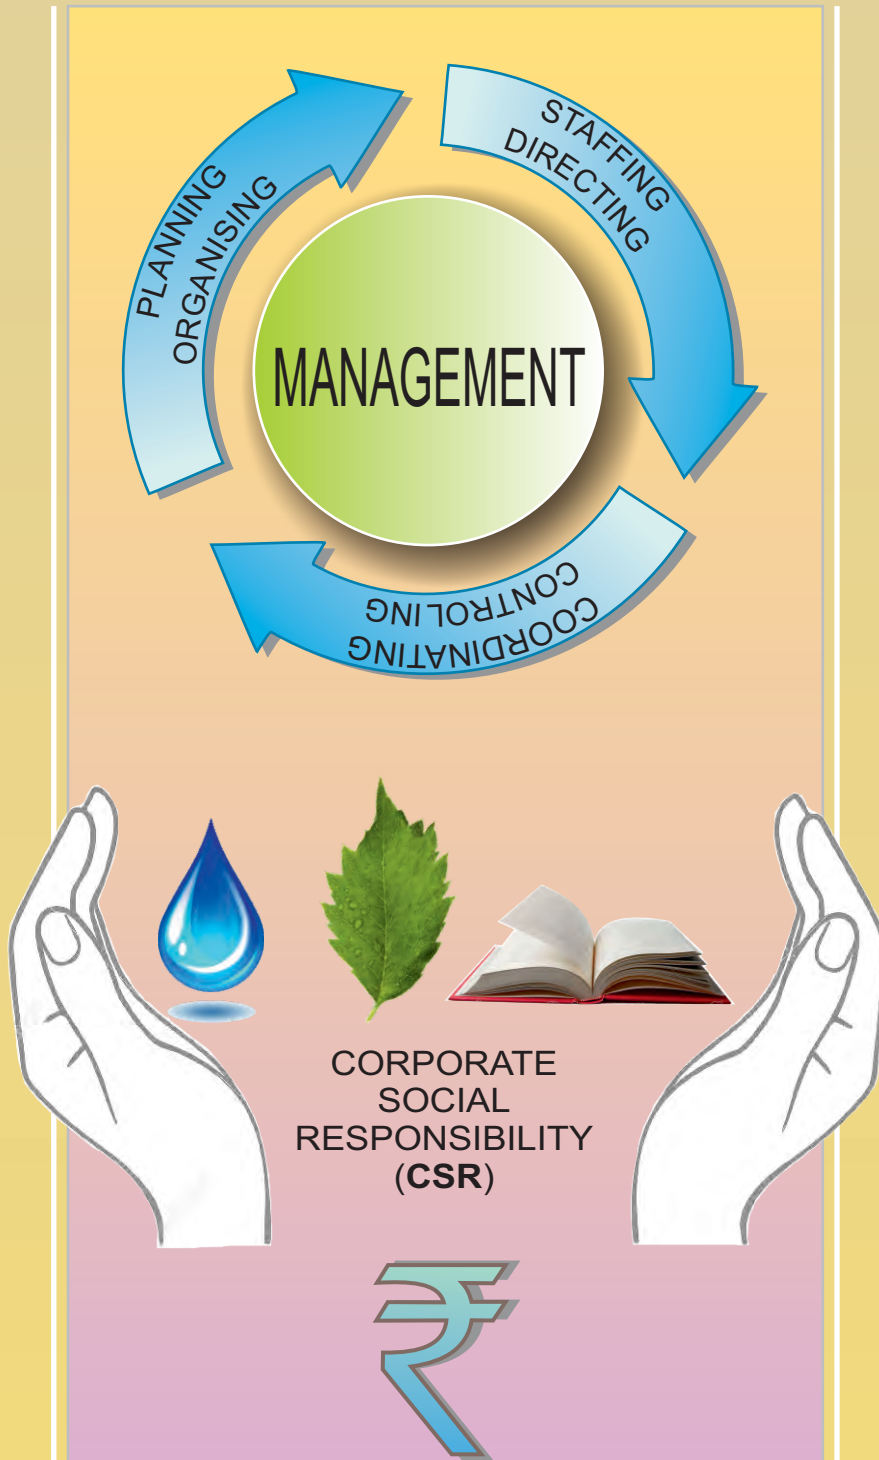 PLANNING
ORGANISING
STAFFING
DIRECTING
MANAGEMENT
COORDINATING
CONTROLING
CORPORATE
SOCIAL
RESPONSIBILITY
(CSR)
₹